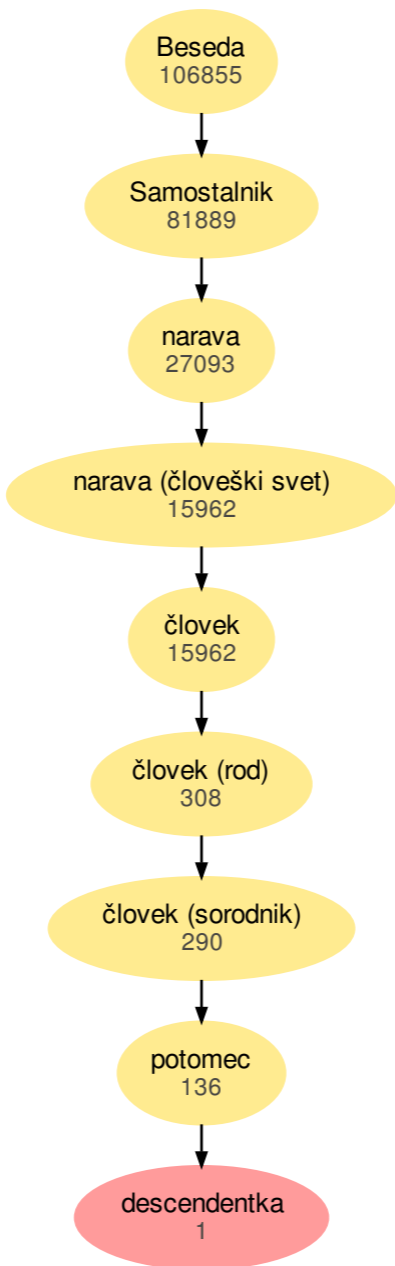 Beseda
106855
Samostalnik
81889
narava
27093
narava (človeški svet)
15962
človek
15962
človek (rod)
308
človek (sorodnik)
290
potomec
136
descendentka
1